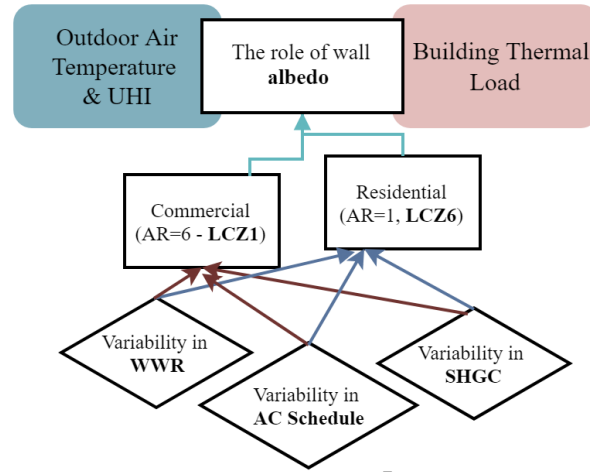 Outdoor Air
Temperature
& UHI
The role of wall
albedo
Building Thermal
Load
Commercial
(AR=6 - LCZ1)
Residential
(AR=1, LCZ6)
Variability in
WWR
Variability in
AC Schedule
Variability in
SHGC